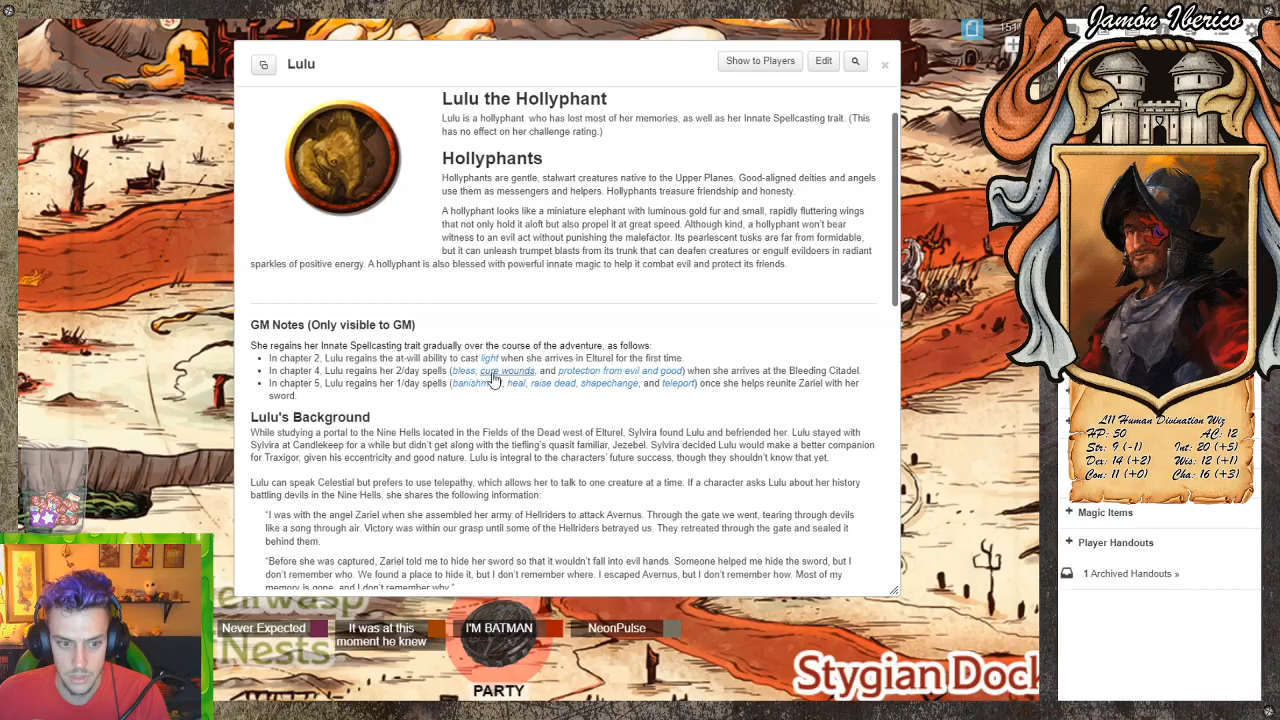 Jamón Iberico
151
Lulu
Show to Players
Edit
Lulu the Hollyphant
Lulu is a hollyphant who has lost most of her memories, as well as her Innate Spellcasting trait. (This
has no effect on her challenge rating.)
Hollyphants
Hollyphants are gentle, stalwart creatures native to the Upper Planes. Good-aligned deities and angels
use them as messengers and helpers. Hollyphants treasure friendship and honesty.
A hollyphant looks like a miniature elephant with luminous gold fur and small, rapidly fluttering wings
that not only hold it aloft but also propel it at great speed. Although kind, a hollyphant won't bear
witness to an evil act without punishing the malefactor. Its pearlescent tusks are far from formidable,
but it can unleash trumpet blasts from its trunk that can deafen creatures or engulf evildoers in radiant
sparkles of positive energy. A hollyphant is also blessed with powerful innate magic to help it combat evil and protect its friends.
GM Notes (Only visible to GM)
She regains her Innate Spellcasting trait gradually over the course of the adventure, as follows:
• In chapter 2, Lulu regains the at-will ability to cast light when she arrives in Elturel for the first time.
• In chapter 4, Lulu regains her 2/day spells (bless, cure wounds, and protection from evil and good) when she arrives at the Bleeding Citadel.
• In chapter 5, Lulu regains her 1/day spells (banishment, heal, raise dead, shapechange, and teleport) once she helps reunite Zariel with her
sword.
Lulu's Background
While studying a portal to the Nine Hells located in the Fields of the Dead west of Elturel, Sylvira found Lulu and befriended her. Lulu stayed with
Sylvira at Candlekeep for a while but didn't get along with the tiefling's quasit familiar, Jezebel. Sylvira decided Lulu would make a better companion
for Traxigor, given his eccentricity and good nature. Lulu is integral to the characters' future success, though they shouldn't know that yet.
Lulu can speak Celestial but prefers to use telepathy, which allows her to talk to one creature at a time. If a character asks Lulu about her history
battling devils in the Nine Hells, she shares the following information:
"I was with the angel Zariel when she assembled her army of Hellriders to attack Avernus. Through the gate we went, tearing through devils
like a song through air. Victory was within our grasp until some of the Hellriders betrayed us. They retreated through the gate and sealed it
behind them.
"Before she was captured, Zariel told me to hide her sword so that it wouldn't fall into evil hands. Someone helped me hide the sword, but I
don't remember who. We found a place to hide it, but I don't remember where. I escaped Avernus, but I don't remember how. Most of my
memory is gone, and I don't remember why."
L11 Human Divination Wiz
HP: 50 AC: 12
Str: 9 (-1) Int: 20 (+5)
Dex: 14 (+2) Wis: 12 (+1)
Con: 11 (+0) Cha: 16 (+3)
Magic Items
Player Handouts
1 Archived Handouts »
Nests
Never Expected
It was at this
moment he knew
I'M BATMAN
NeonPulse
PARTY
Stygian Dock